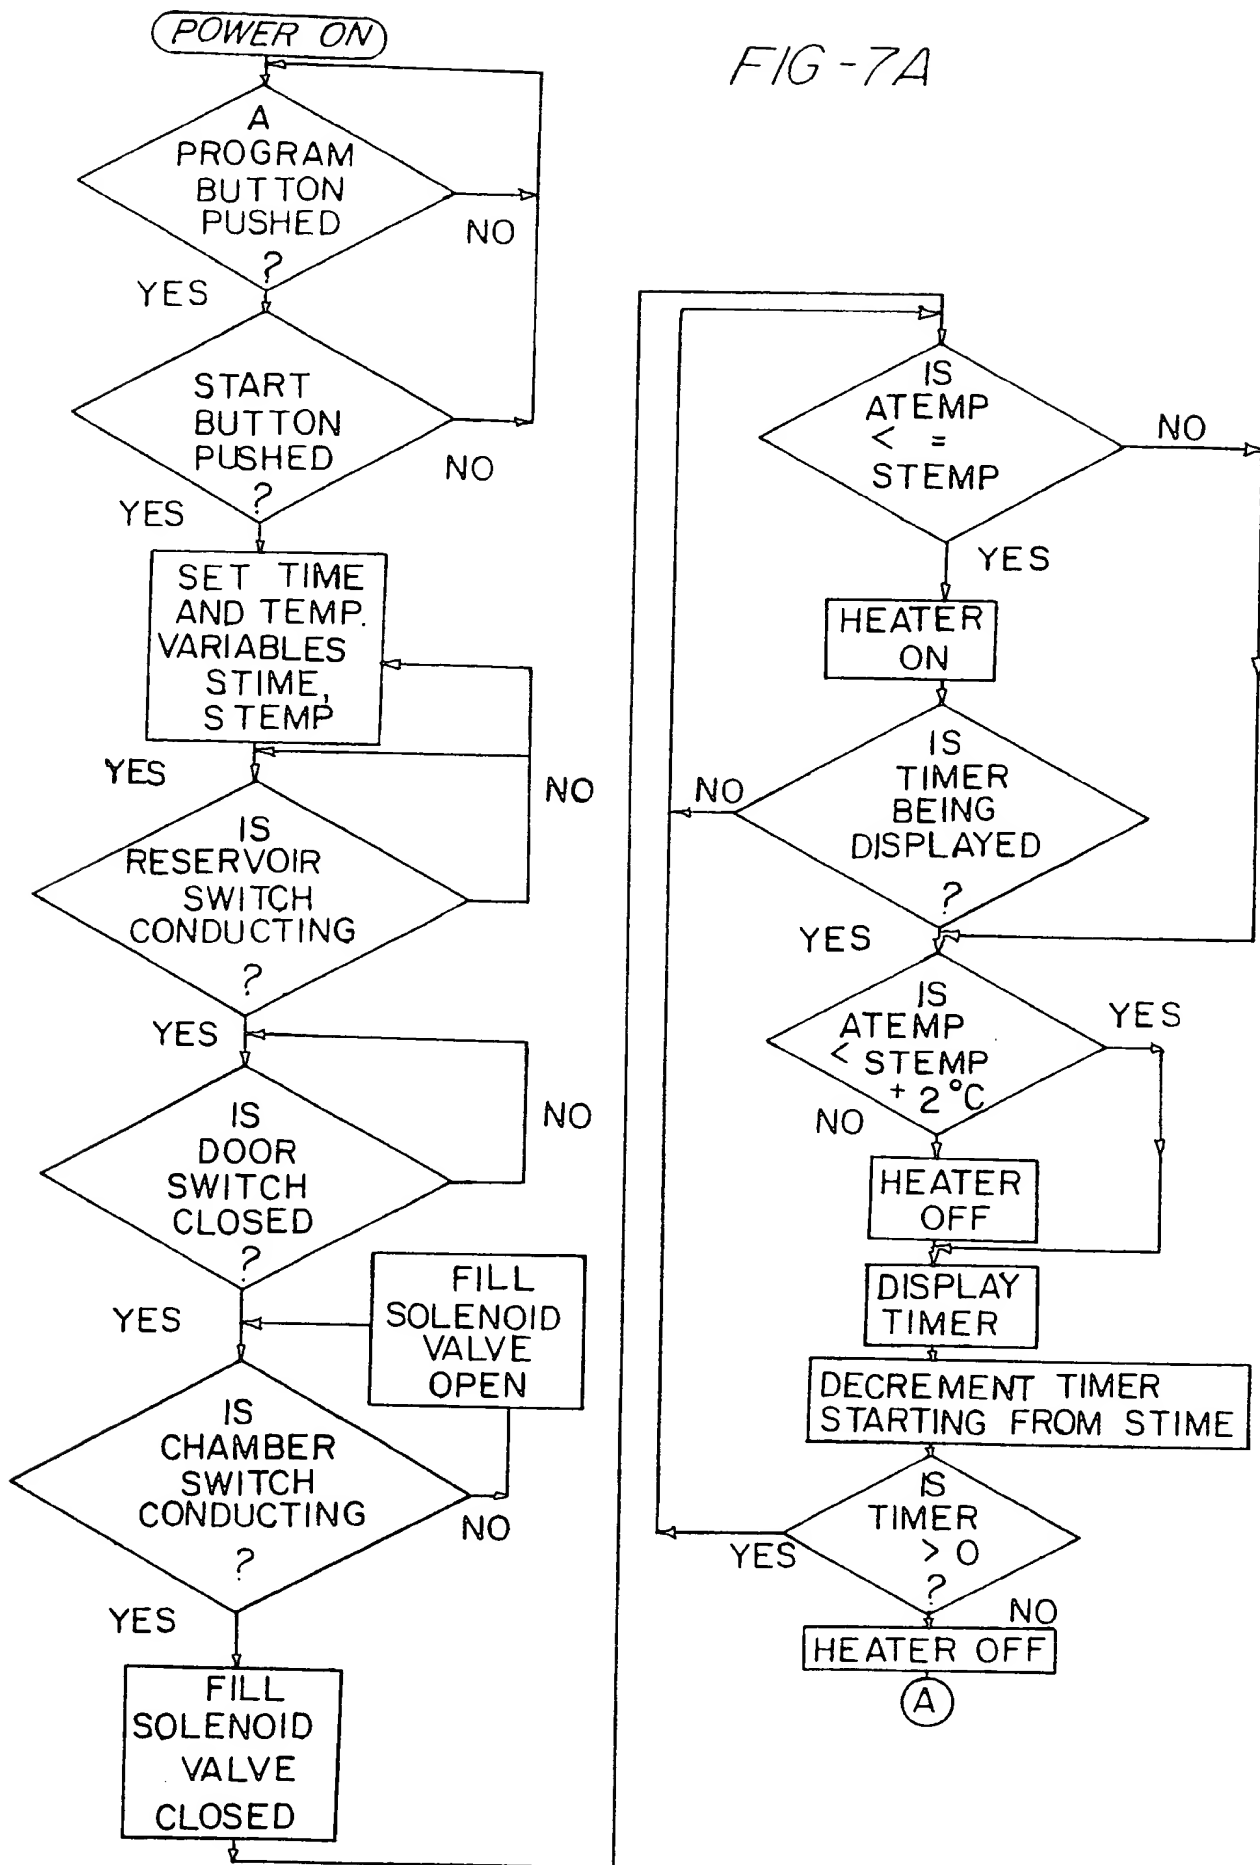 POWER ON
FIG-7A
A
PROGRAM
BUTTON
PUSHED
?
NO
YES
START
BUTTON
PUSHED
?
NO
YES
SET TIME
AND TEMP.
VARIABLES
STIME,
STEMP
YES
NO
IS
RESERVOIR
SWITCH
CONDUCTING
?
YES
NO
IS
DOOR
SWITCH
CLOSED
?
YES
FILL
SOLENOID
VALVE
OPEN
IS
CHAMBER
SWITCH
CONDUCTING
?
NO
YES
FILL
SOLENOID
VALVE
CLOSED
IS
ATEMP
< =
STEMP
NO
YES
HEATER
ON
IS
TIMER
BEING
DISPLAYED
?
NO
YES
IS
ATEMP
< STEMP
+ 2°C
YES
NO
HEATER
OFF
DISPLAY
TIMER
DECREMENT TIMER
STARTING FROM STIME
IS
TIMER
> 0
?
YES
NO
HEATER OFF
A